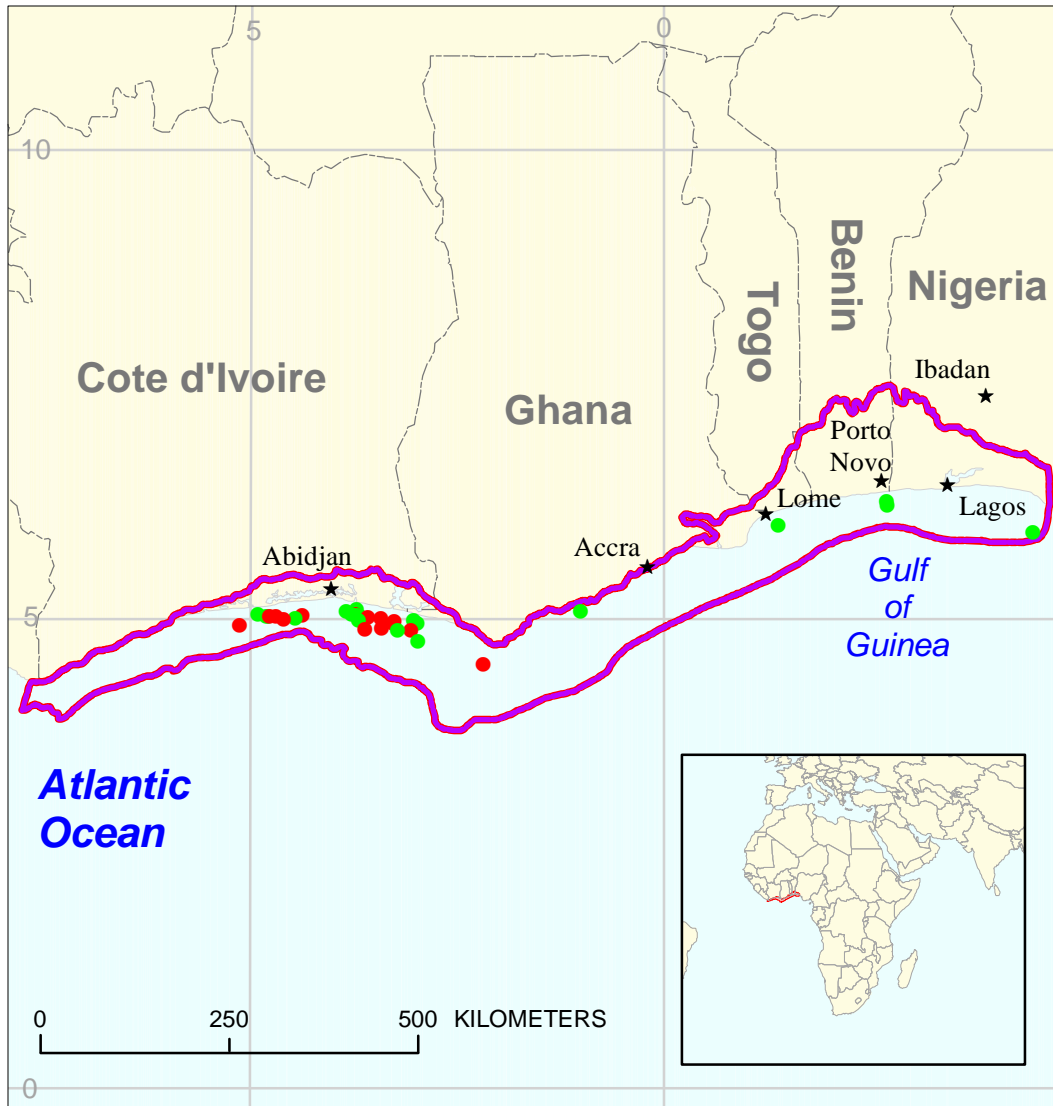 5
0
10
Benin
Nigeria
Togo
Cote d'Ivoire
Ibadan
Ghana
Porto
Novo
Lome
Lagos
Accra
Abidjan
5
Gulf
of
Guinea
Atlantic
Ocean
0 250 500 KILOMETERS
0